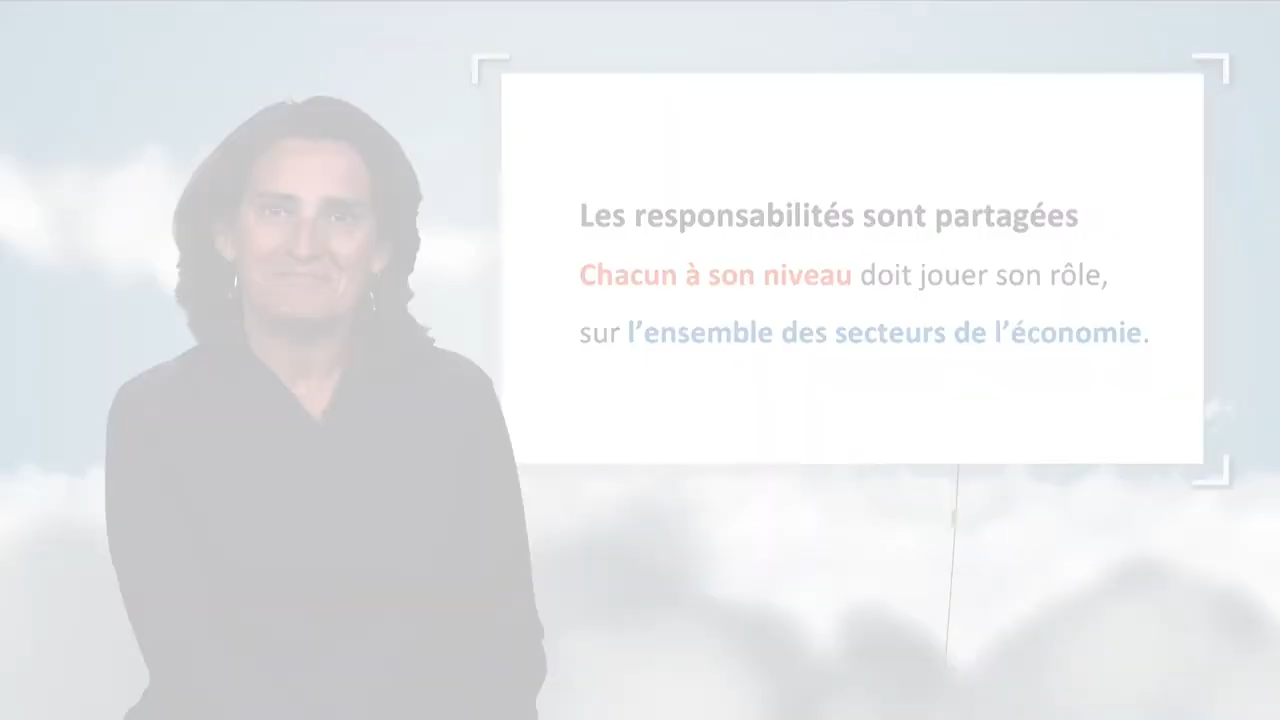 Les responsabilités sont partagées
Chacun à son niveau doit jouer son rôle,
sur l’ensemble des secteurs de l’économie.